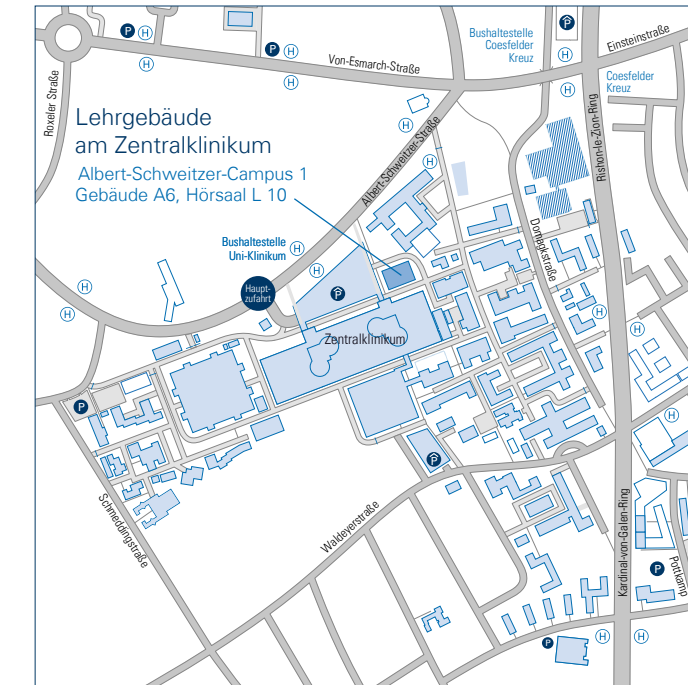 P
H
H
P
H
H
Von-Esmarch-Straße
Bushaltestelle
Coesfelder
Kreuz
P
H
H
Einsteinstraße
Coesfelder
Kreuz
Roxeler Straße
Rishon-le-Zion-Ring
Lehrgebäude
am Zentralklinikum
Albert-Schweitzer-Campus 1
Gebäude A6, Hörsaal L 10
Albert-Schweitzer-Straße
H
H
Domagkstraße
Bushaltestelle
Uni-Klinikum
H
H
Haupt-
zufahrt
P
H
H
H
H
Zentralklinikum
P
H
P
Schmeddingstraße
Waldeyerstraße
Kardinal-von-Galen-Ring
P
Pottkamp
P
H
H